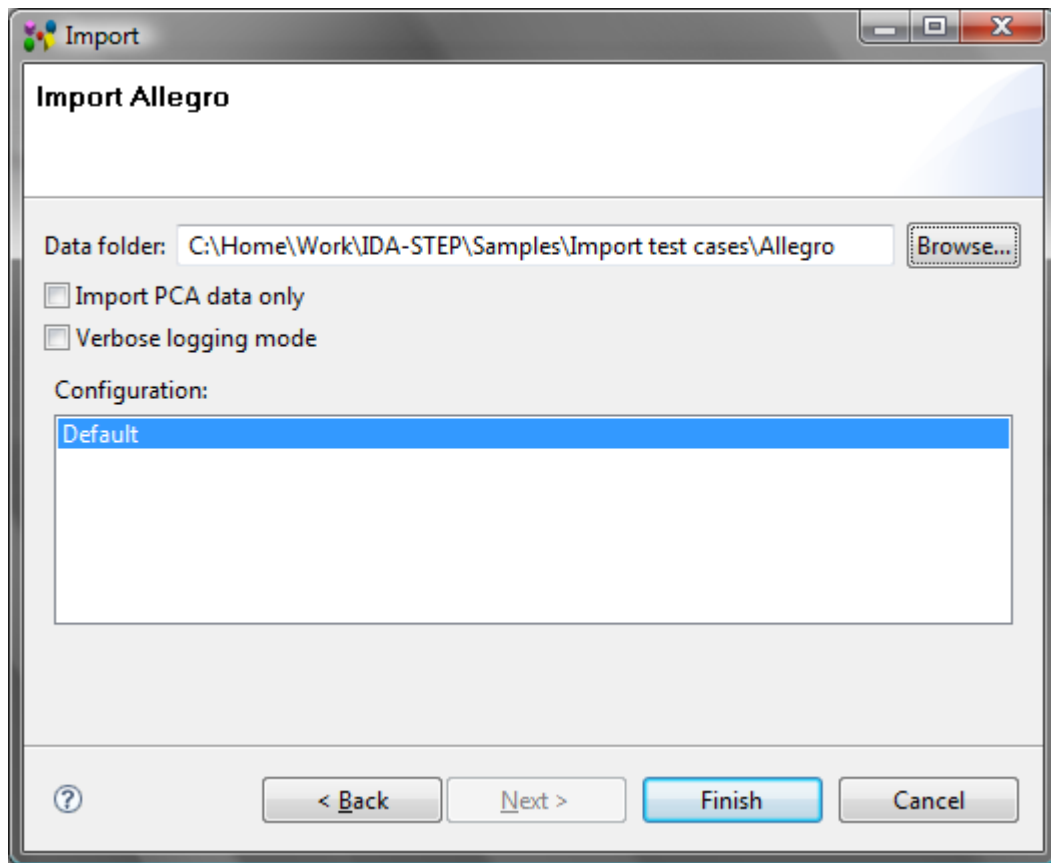 Import
Import Allegro
Data folder: C:\Home\Work\IDA-STEP\Samples\Import test cases\Allegro Browse...
Import PCA data only
Verbose logging mode
Configuration:
Default
? < Back Next > Finish Cancel